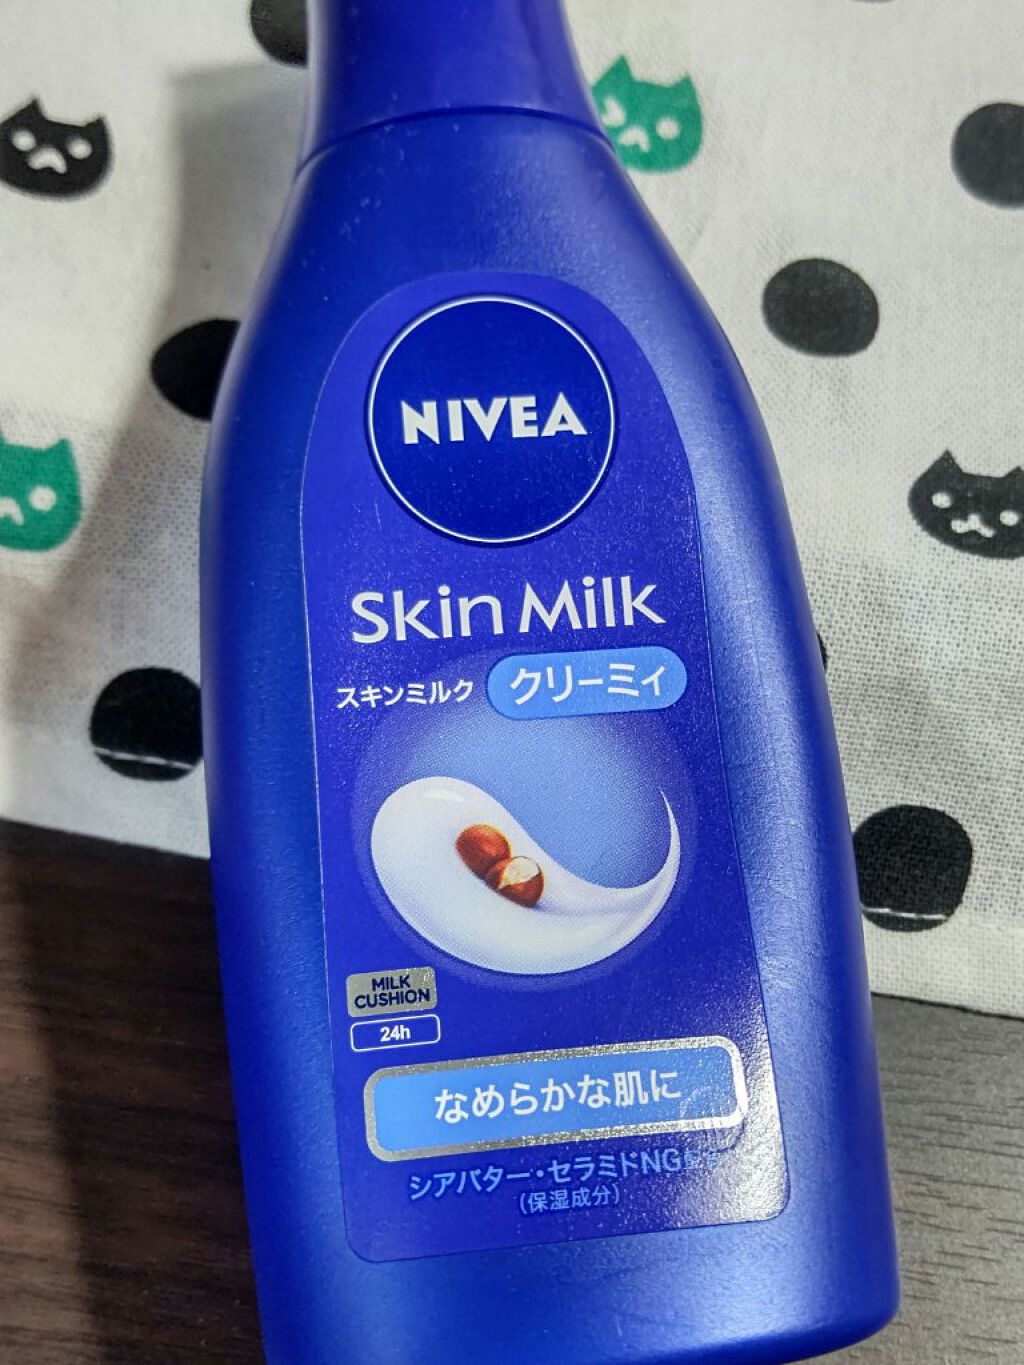 NIVEA
Skin Milk
スキンミルク クリーミィ
MILK
CUSHION
24h
なめらかな肌に
シアバター・セラミドNG配合
(保湿成分)